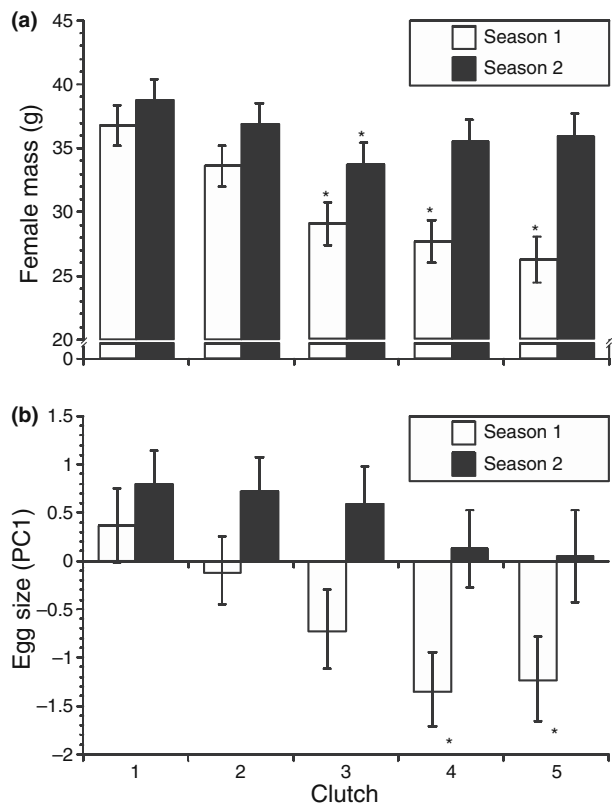 (a)
45
40
35
30
25
20
0
Female mass (g)
Season 1
Season 2
* * * *
(b)
1.5
1
0.5
0
−0.5
−1
−1.5
−2
Egg size (PC1)
Season 1
Season 2
* *
1 2 3 4 5
Clutch